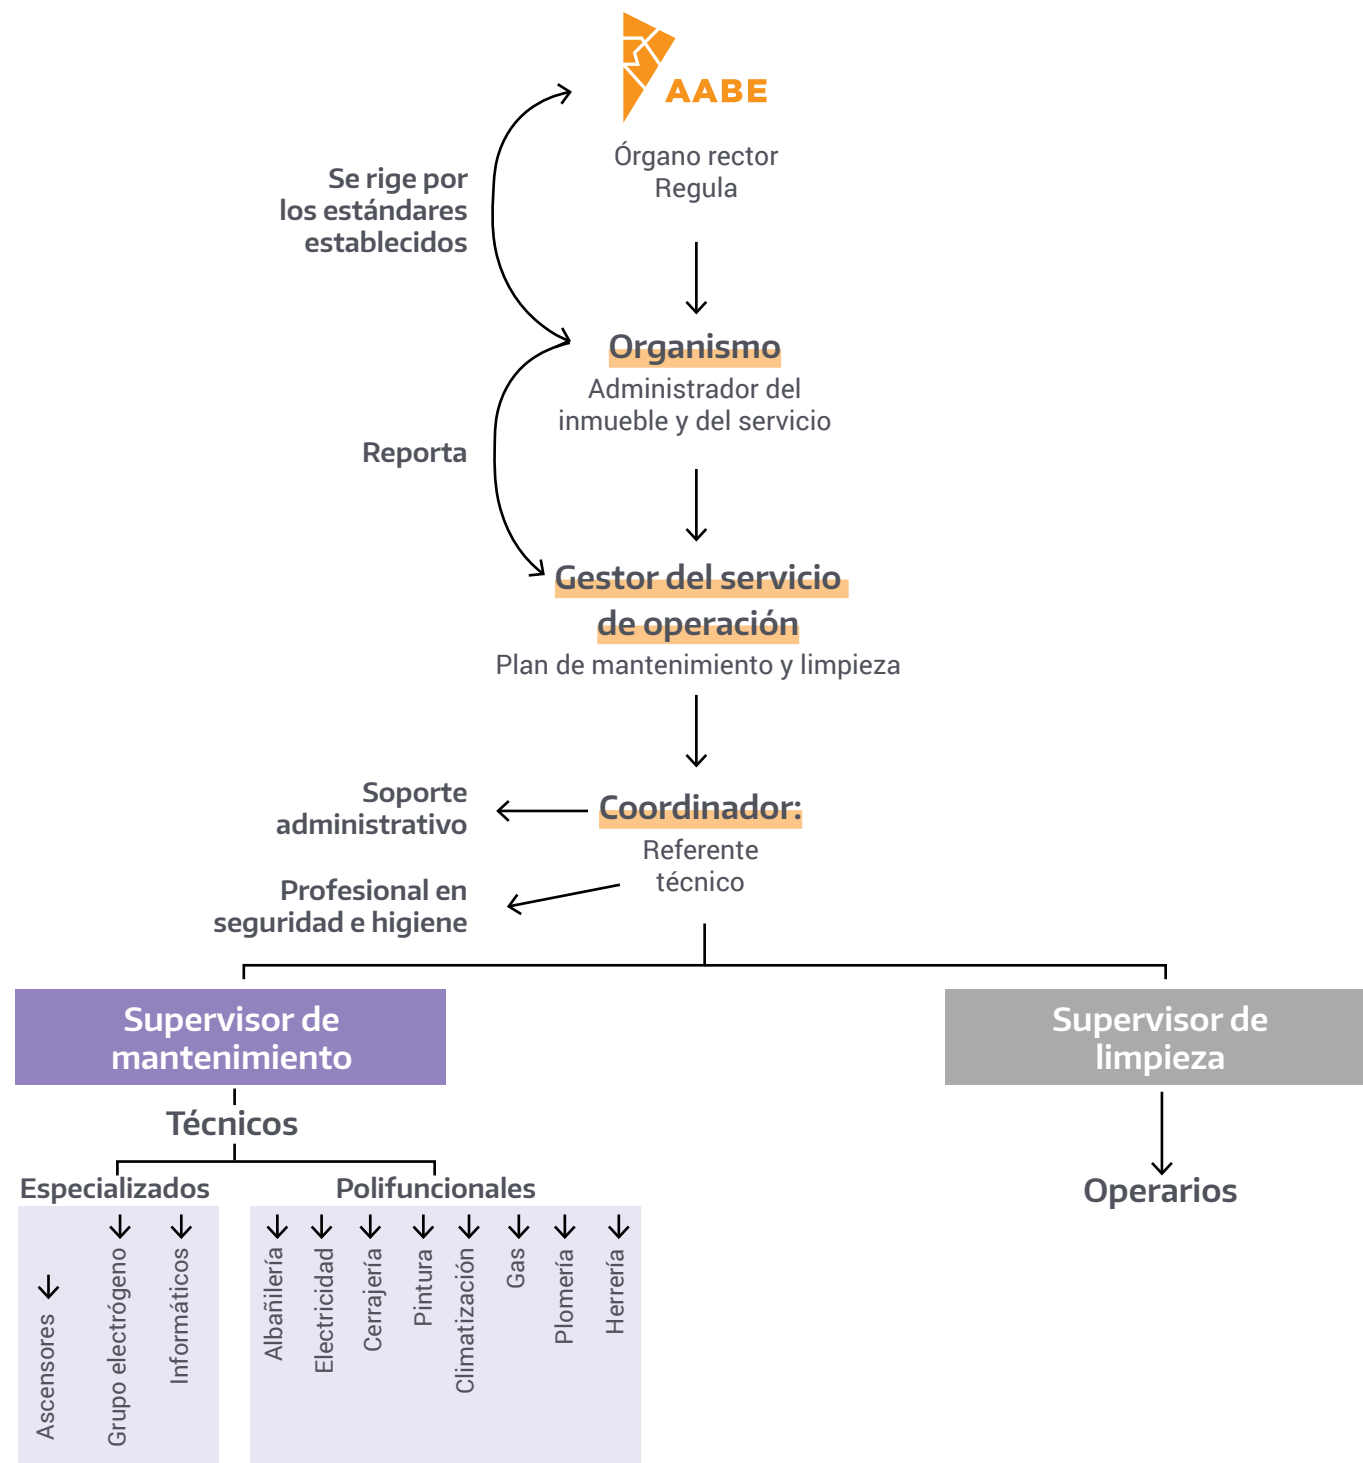 AABE
Órgano rector
Regula
Se rige por
los estándares
establecidos
Organismo
Administrador del
inmueble y del servicio
Reporta
Gestor del servicio
de operación
Plan de mantenimiento y limpieza
Soporte
administrativo
Coordinador:
Referente
técnico
Profesional en
seguridad e higiene
Supervisor de
mantenimiento
Supervisor de
limpieza
Técnicos
Especializados
Polifuncionales
Operarios
Ascensores
Grupo electrógeno
Informáticos
Albañilería
Electricidad
Cerrajería
Pintura
Climatización
Gas
Plomería
Herrería